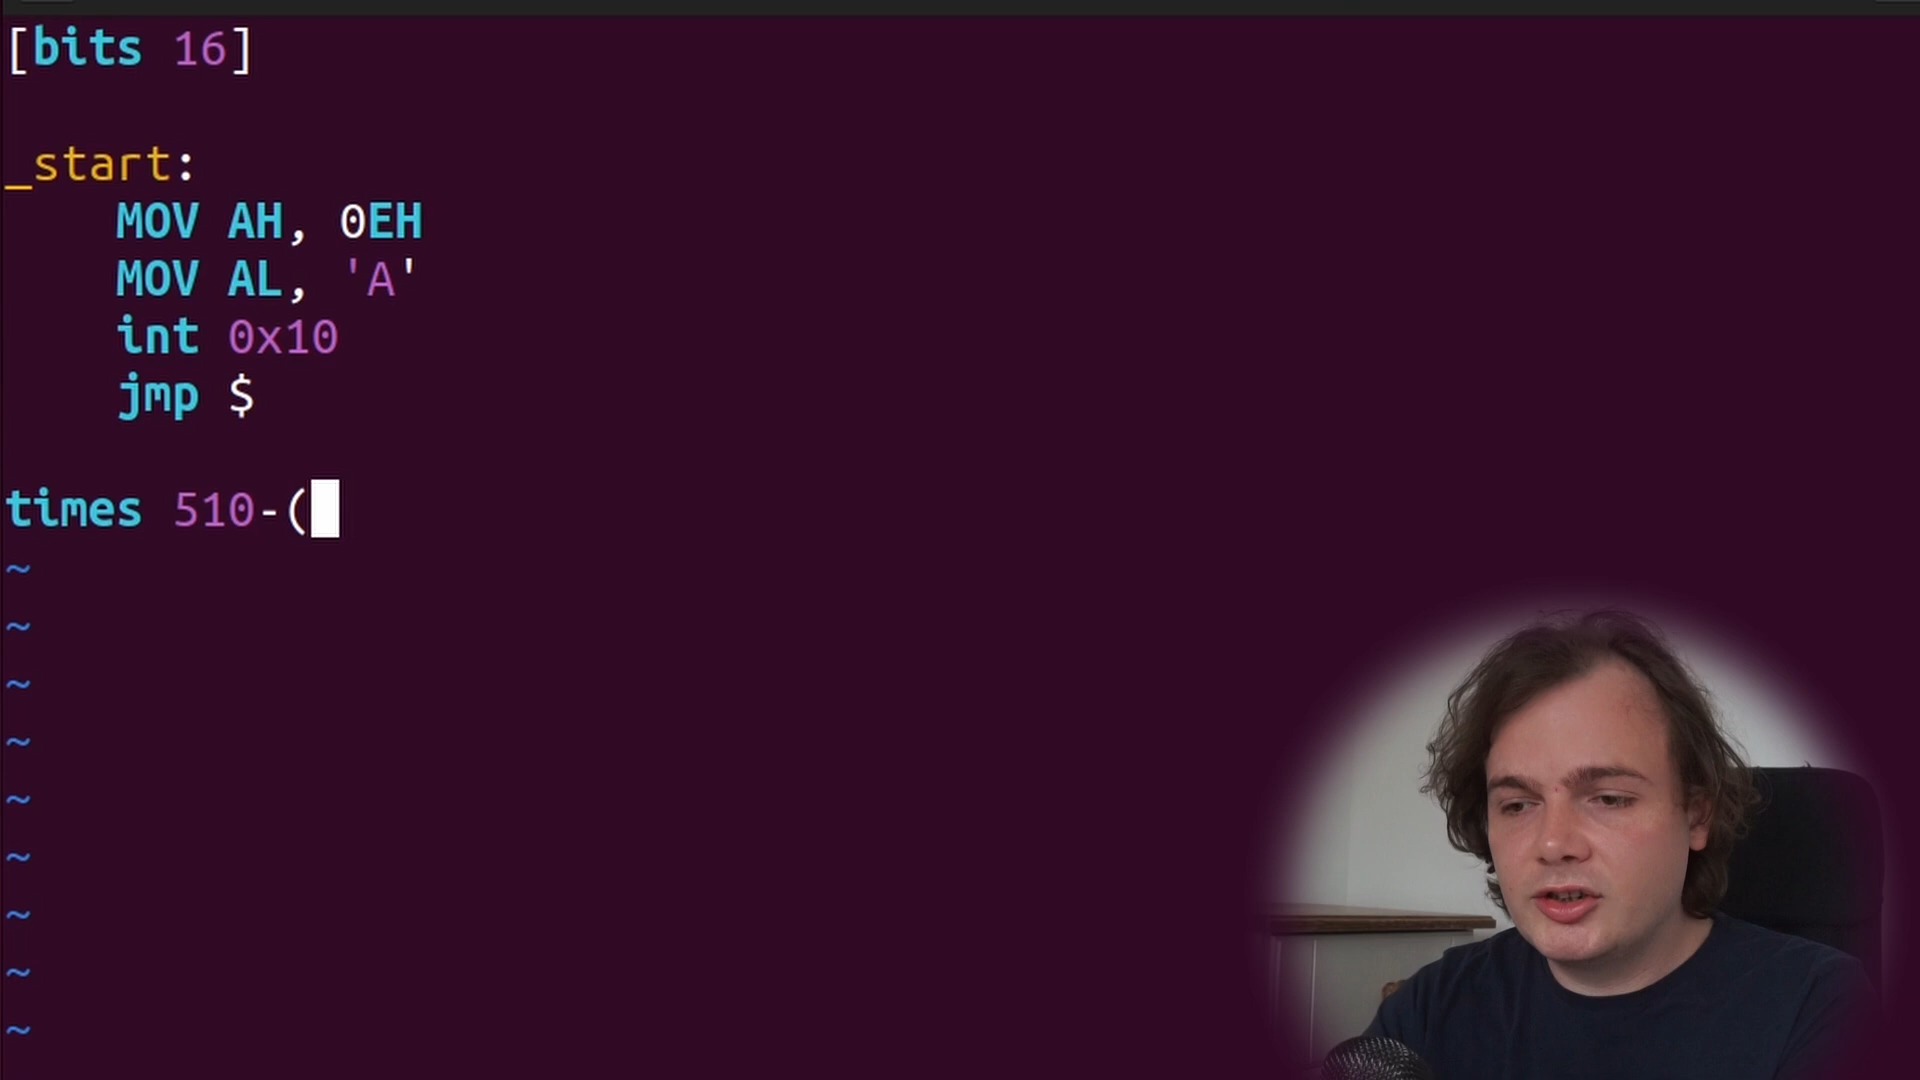 [bits 16]
_start:
MOV AH, 0EH
MOV AL, 'A'
int 0x10
jmp $
times 510-(
~
~
~
~
~
~
~
~
~